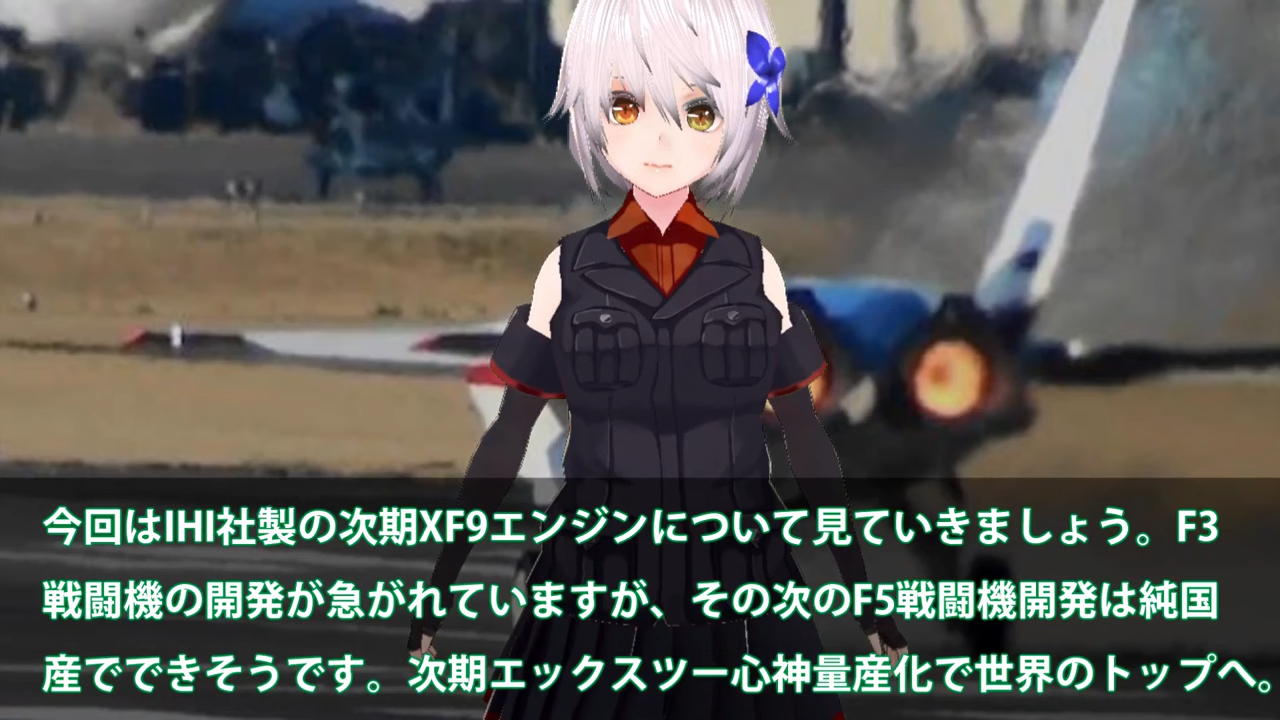 今回はIHI社製の次期XF9エンジンについて見ていきましょう。F3
戦闘機の開発が急がれていますが、その次のF5戦闘機開発は純国
産でできそうです。次期エックスツー心神量産化で世界のトップへ。